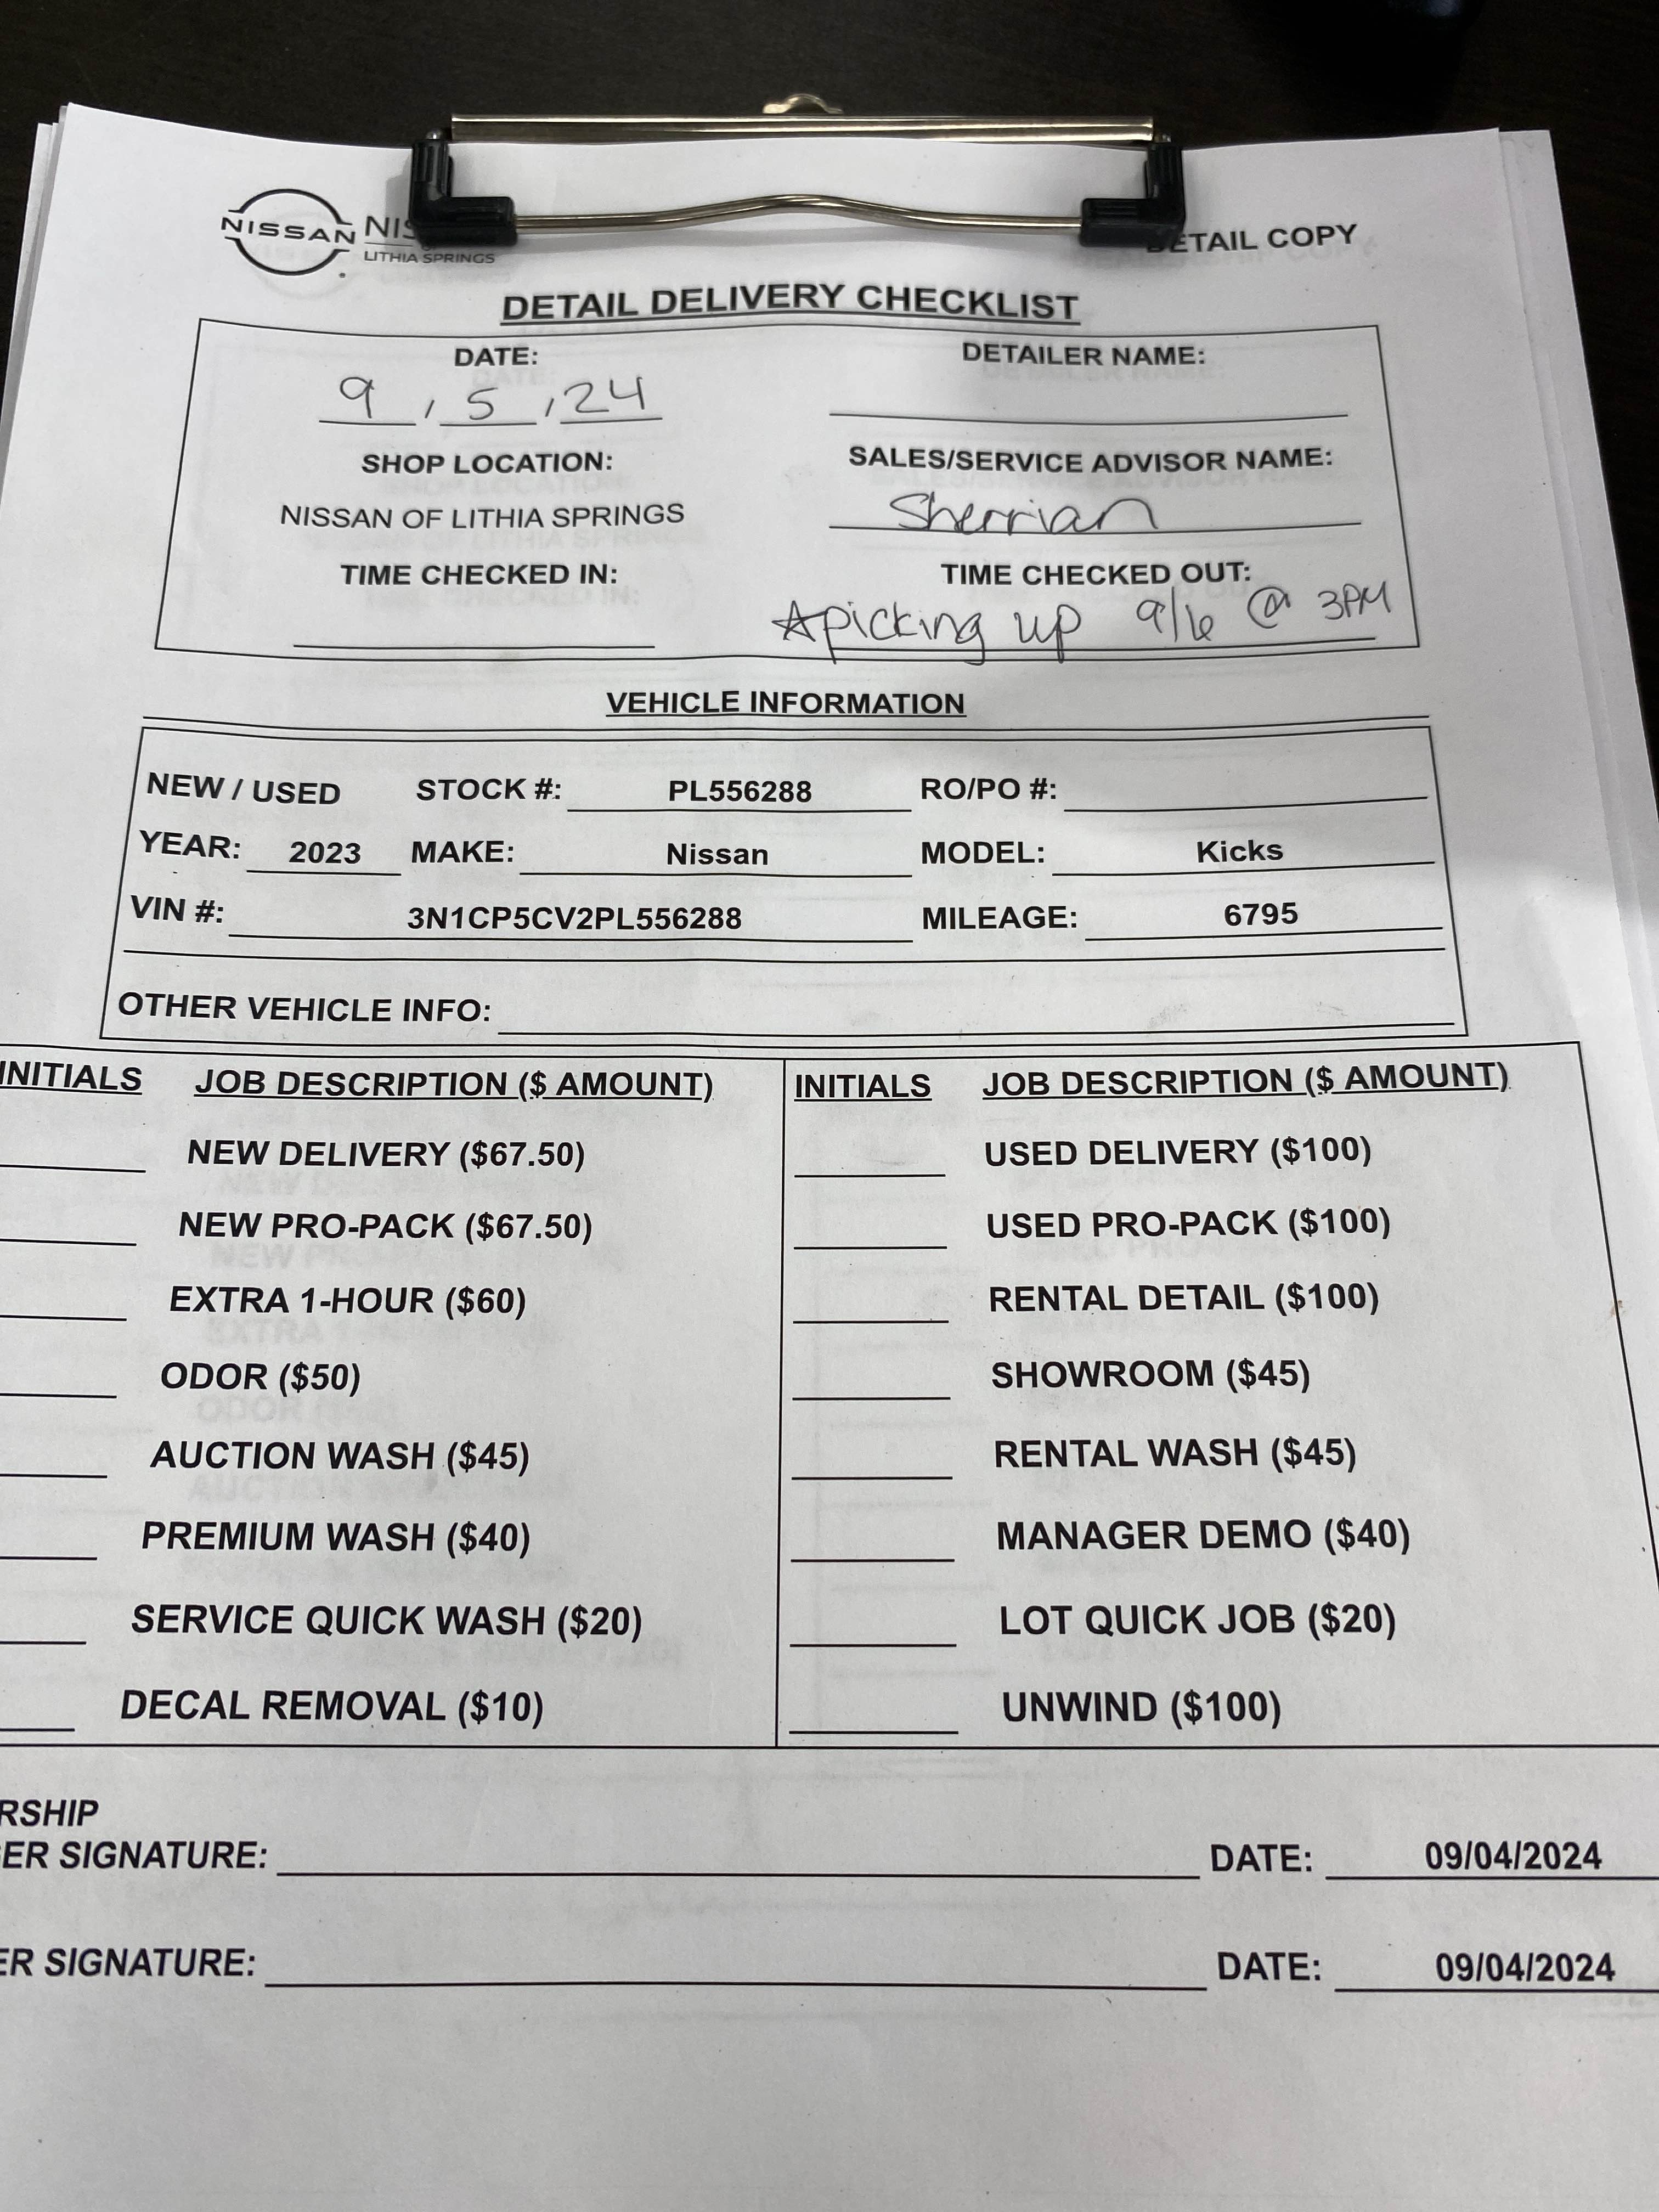 NISSAN NIS
LITHIA SPRINGS
ETAIL COPY
DETAIL DELIVERY CHECKLIST
DATE: DETAILER NAME:
9 / 5 / 24
SHOP LOCATION: SALES/SERVICE ADVISOR NAME:
NISSAN OF LITHIA SPRINGS Sherrian
TIME CHECKED IN: TIME CHECKED OUT:
☆picking up 9/6 @ 3PM
VEHICLE INFORMATION
NEW / USED STOCK #: PL556288 RO/PO #:
YEAR: 2023 MAKE: Nissan MODEL: Kicks
VIN #: 3N1CP5CV2PL556288 MILEAGE: 6795
OTHER VEHICLE INFO:
INITIALS JOB DESCRIPTION ($ AMOUNT) INITIALS JOB DESCRIPTION ($ AMOUNT)
NEW DELIVERY ($67.50) USED DELIVERY ($100)
NEW PRO-PACK ($67.50) USED PRO-PACK ($100)
EXTRA 1-HOUR ($60) RENTAL DETAIL ($100)
ODOR ($50) SHOWROOM ($45)
AUCTION WASH ($45) RENTAL WASH ($45)
PREMIUM WASH ($40) MANAGER DEMO ($40)
SERVICE QUICK WASH ($20) LOT QUICK JOB ($20)
DECAL REMOVAL ($10) UNWIND ($100)
RSHIP
ER SIGNATURE: DATE: 09/04/2024
ER SIGNATURE: DATE: 09/04/2024